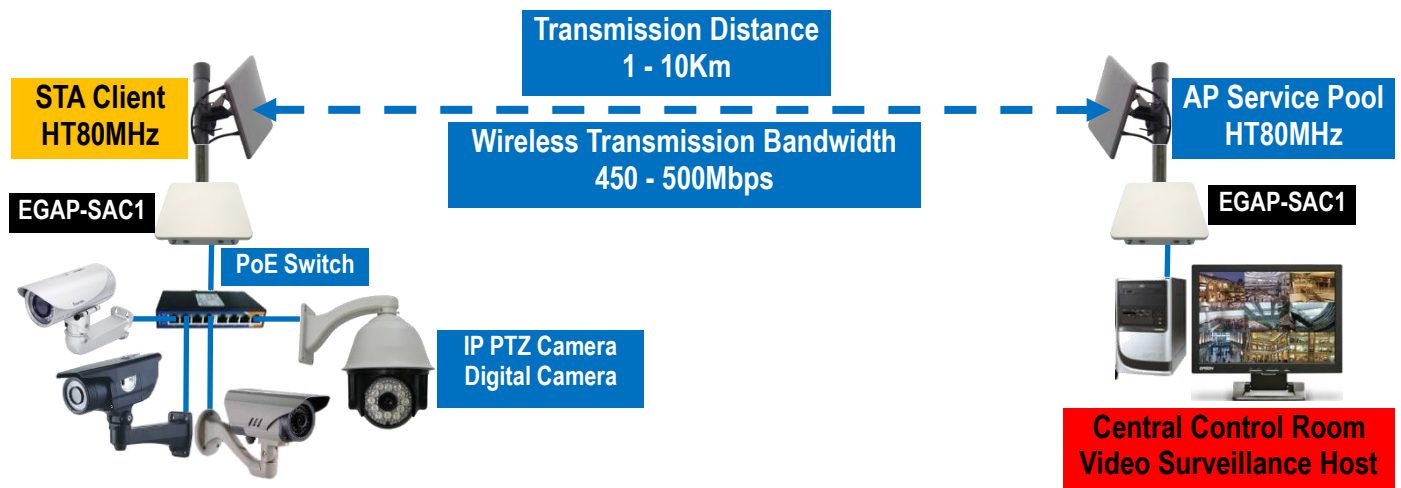 Transmission Distance
1 - 10Km
STA Client
HT80MHz
AP Service Pool
HT80MHz
Wireless Transmission Bandwidth
450 - 500Mbps
EGAP-SAC1
EGAP-SAC1
PoE Switch
IP PTZ Camera
Digital Camera
Central Control Room
Video Surveillance Host